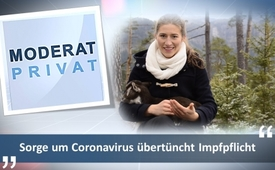 MODERAT
PRIVAT
Sorge um Coronavirus übertüncht Impfpflicht